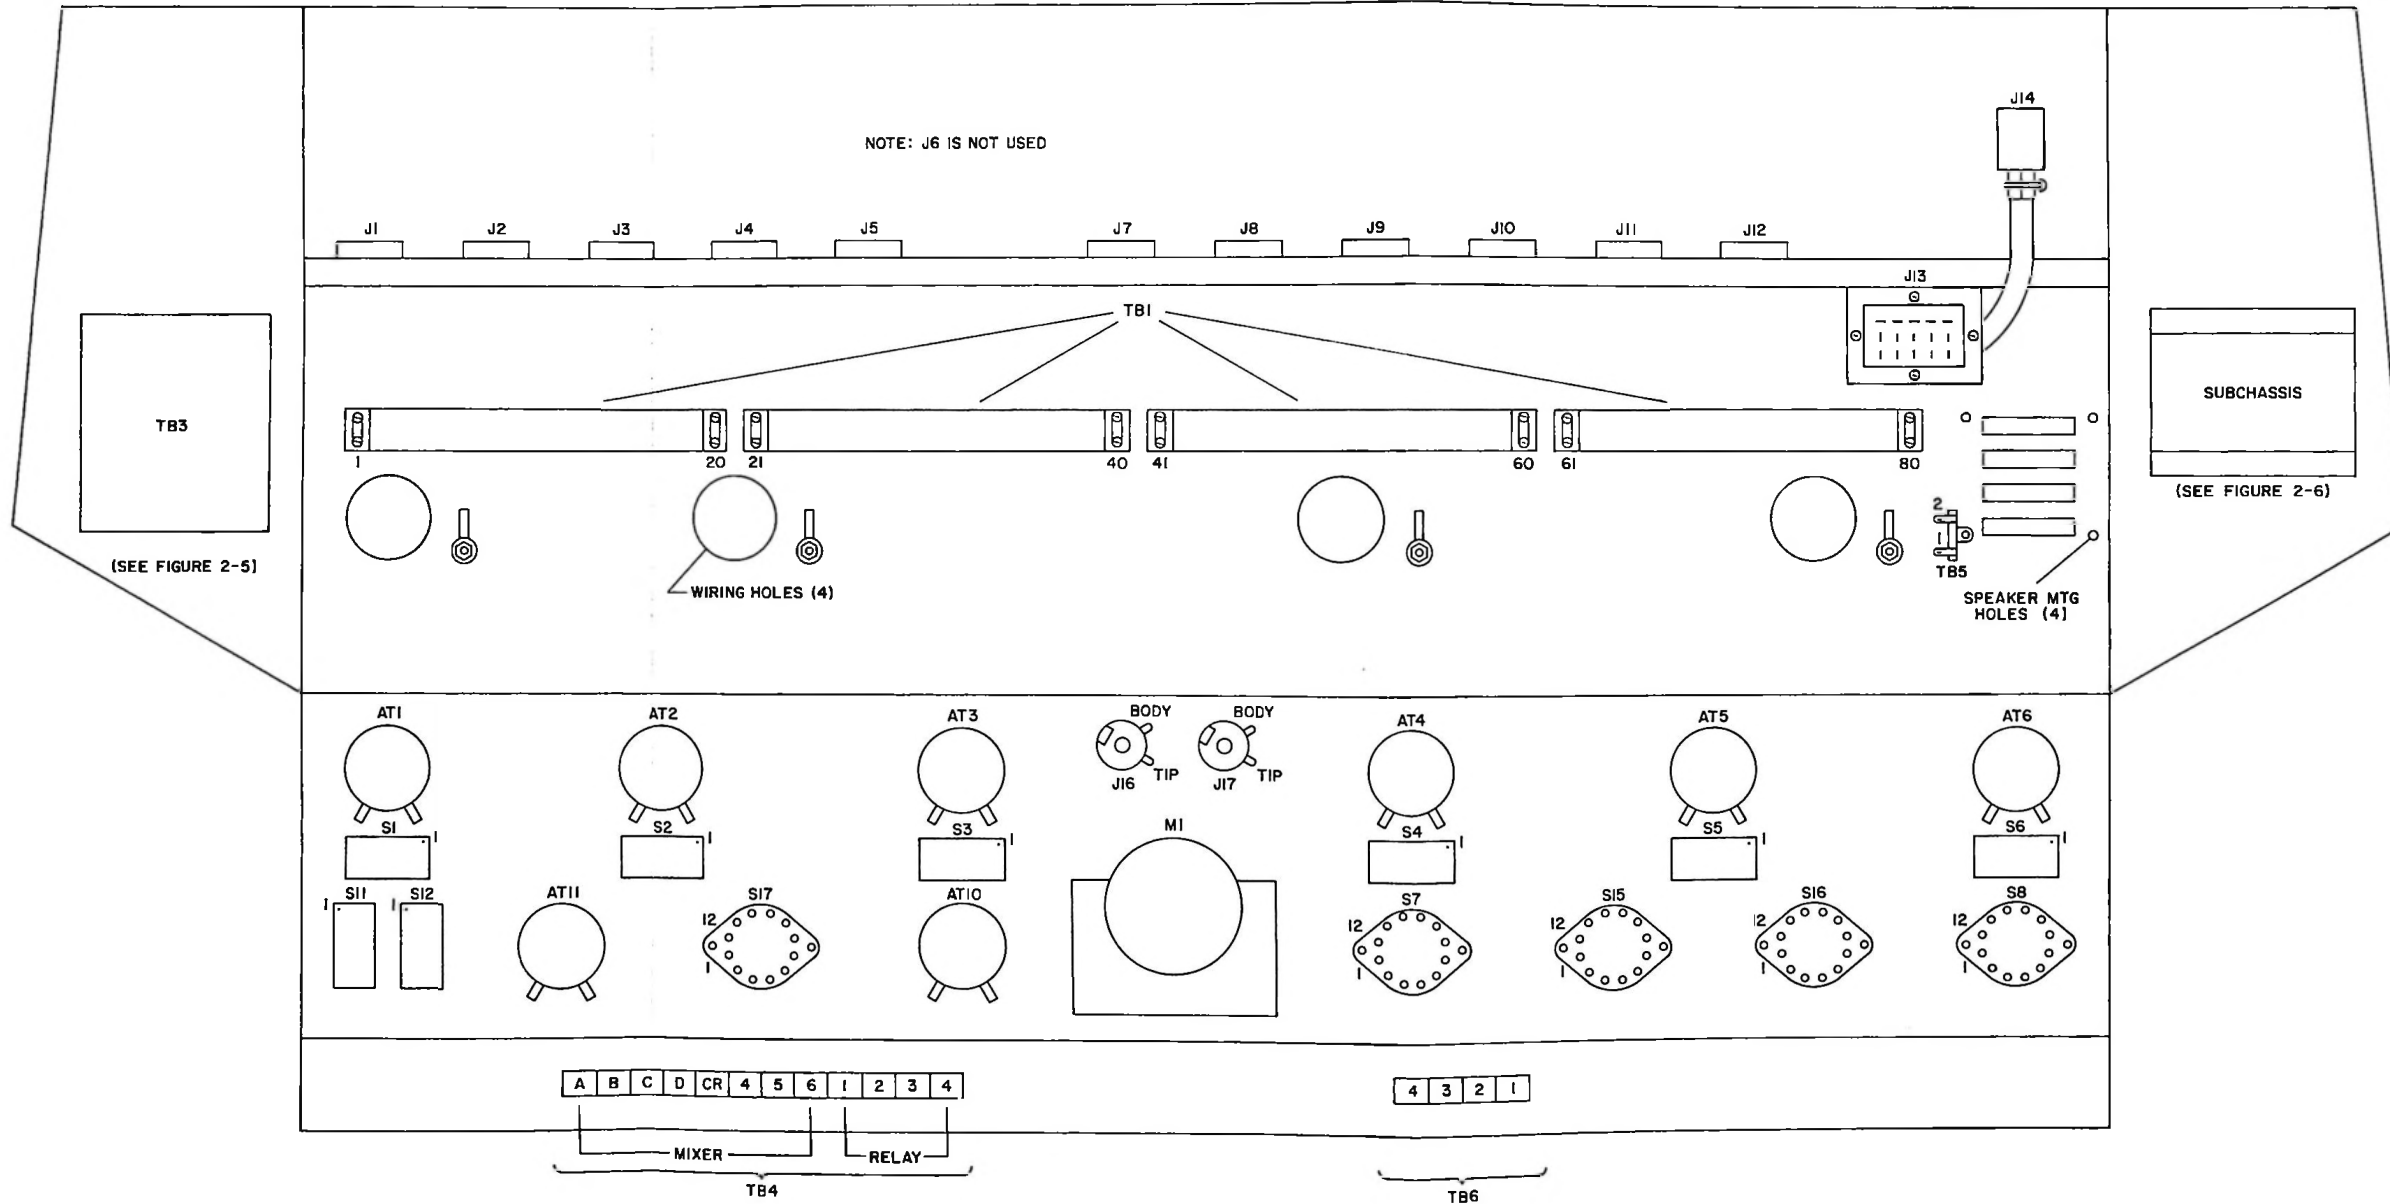 J14
NOTE: J6 IS NOT USED
J1 J2 J3 J4 J5 J7 J8 J9 J10 J11 J12
J13
TB1
TB3
SUBCHASSIS
1 20 21 40 41 60 61 80
(SEE FIGURE 2-6)
2
(SEE FIGURE 2-5)
TB5
WIRING HOLES (4)
SPEAKER MTG
HOLES (4)
AT1 AT2 AT3 BODY BODY AT4 AT5 AT6
TIP TIP
J16 J17
S1 1 S2 1 S3 1 M1 S4 1 S5 1 S6 1
S11 S12 AT11 S17 AT10 S7 S15 S16 S8
1 1
12 12 12 12 12
1 1 1 1 1
A B C D CR 4 5 6 1 2 3 4
4 3 2 1
MIXER RELAY
TB4
TB6